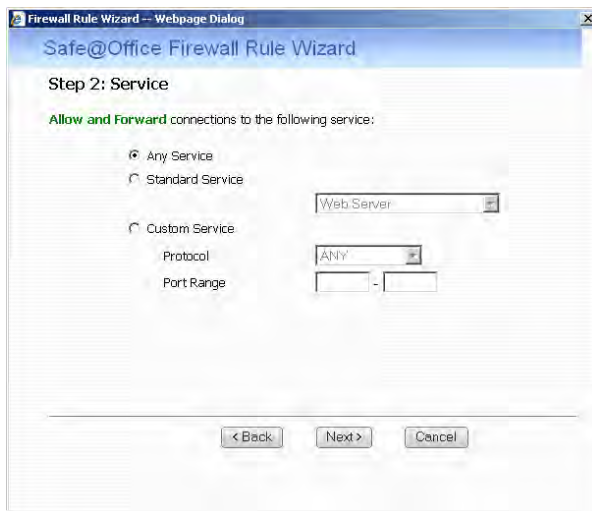 Firewall Rule Wizard -- Webpage Dialog
Safe@Office Firewall Rule Wizard
Step 2: Service
Allow and Forward connections to the following service:
Any Service
Standard Service
Web Server
Custom Service
Protocol
ANY
Port Range
-
< Back
Next >
Cancel